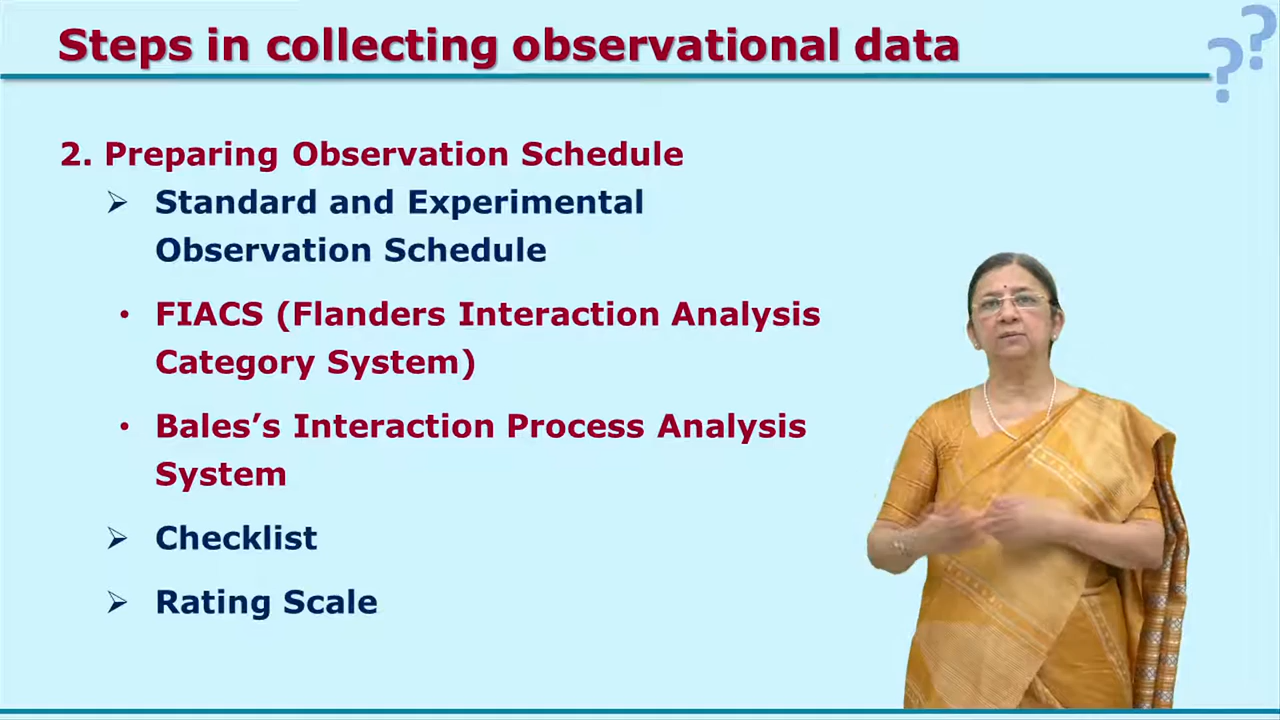 Steps in collecting observational data
??
2. Preparing Observation Schedule
➢ Standard and Experimental
Observation Schedule
• FIACS (Flanders Interaction Analysis
Category System)
• Bales’s Interaction Process Analysis
System
➢ Checklist
➢ Rating Scale